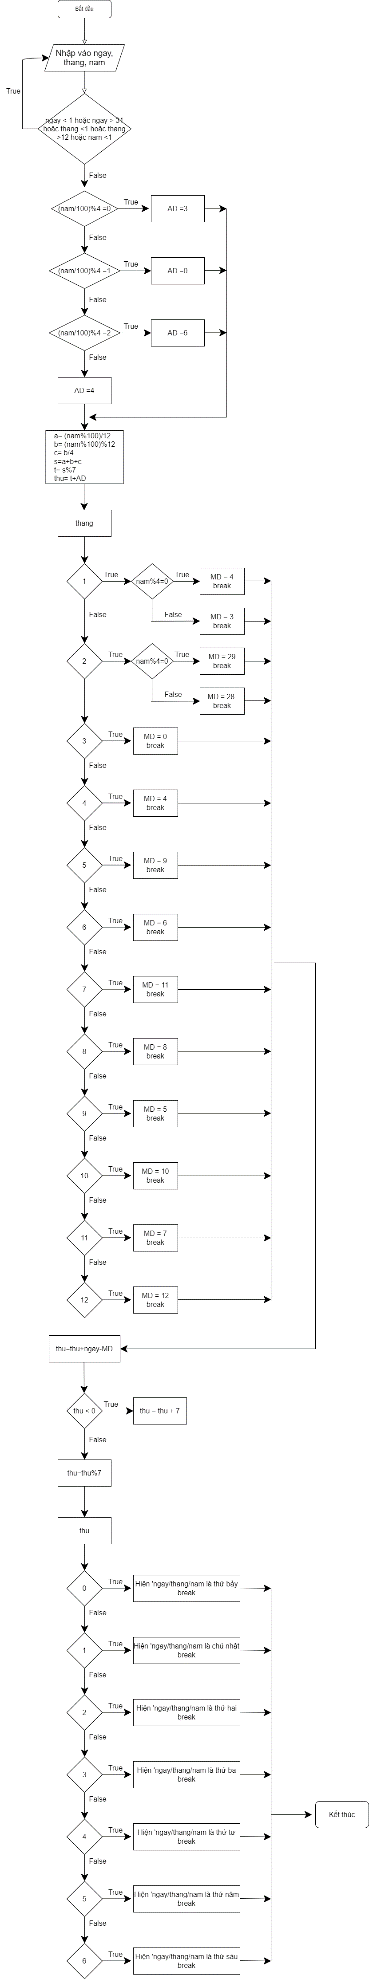 Bắt đầu
Nhập vào ngay,
thang, nam
True
ngay < 1 hoặc ngay > 31
hoặc thang <1 hoặc thang
>12 hoặc nam <1
False
(nam/100)%4 =0
True
AD =3
False
(nam/100)%4 =1
True
AD =0
False
(nam/100)%4 =2
True
AD =6
False
AD =4
a= (nam%100)/12
b= (nam%100)%12
c= b/4
s=a+b+c
t= s%7
thu= t+AD
thang
1
True
nam%4=0
True
MD = 4
break
False
False
MD = 3
break
2
True
nam%4=0
True
MD = 29
break
False
MD = 28
break
3
True
MD = 0
break
False
4
True
MD = 4
break
False
5
True
MD = 9
break
False
6
True
MD = 6
break
False
7
True
MD = 11
break
False
8
True
MD = 8
break
False
9
True
MD = 5
break
False
10
True
MD = 10
break
False
11
True
MD = 7
break
False
12
True
MD = 12
break
thu=thu+ngay-MD
thu < 0
True
thu = thu + 7
False
thu=thu%7
thu
0
True
Hiện 'ngay/thang/nam là thứ bảy
break
False
1
True
Hiện 'ngay/thang/nam là chủ nhật
break
False
2
True
Hiện 'ngay/thang/nam là thứ hai
break
False
3
True
Hiện 'ngay/thang/nam là thứ ba
break
False
Kết thúc
4
True
Hiện 'ngay/thang/nam là thứ tư
break
False
5
True
Hiện 'ngay/thang/nam là thứ năm
break
False
6
True
Hiện 'ngay/thang/nam là thứ sáu
break